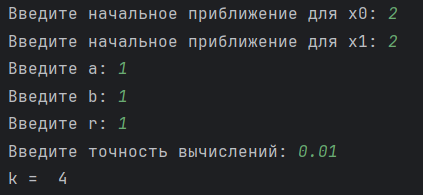 Введите начальное приближение для x0: 2
Введите начальное приближение для x1: 2
Введите a: 1
Введите b: 1
Введите r: 1
Введите точность вычислений: 0.01
k =  4